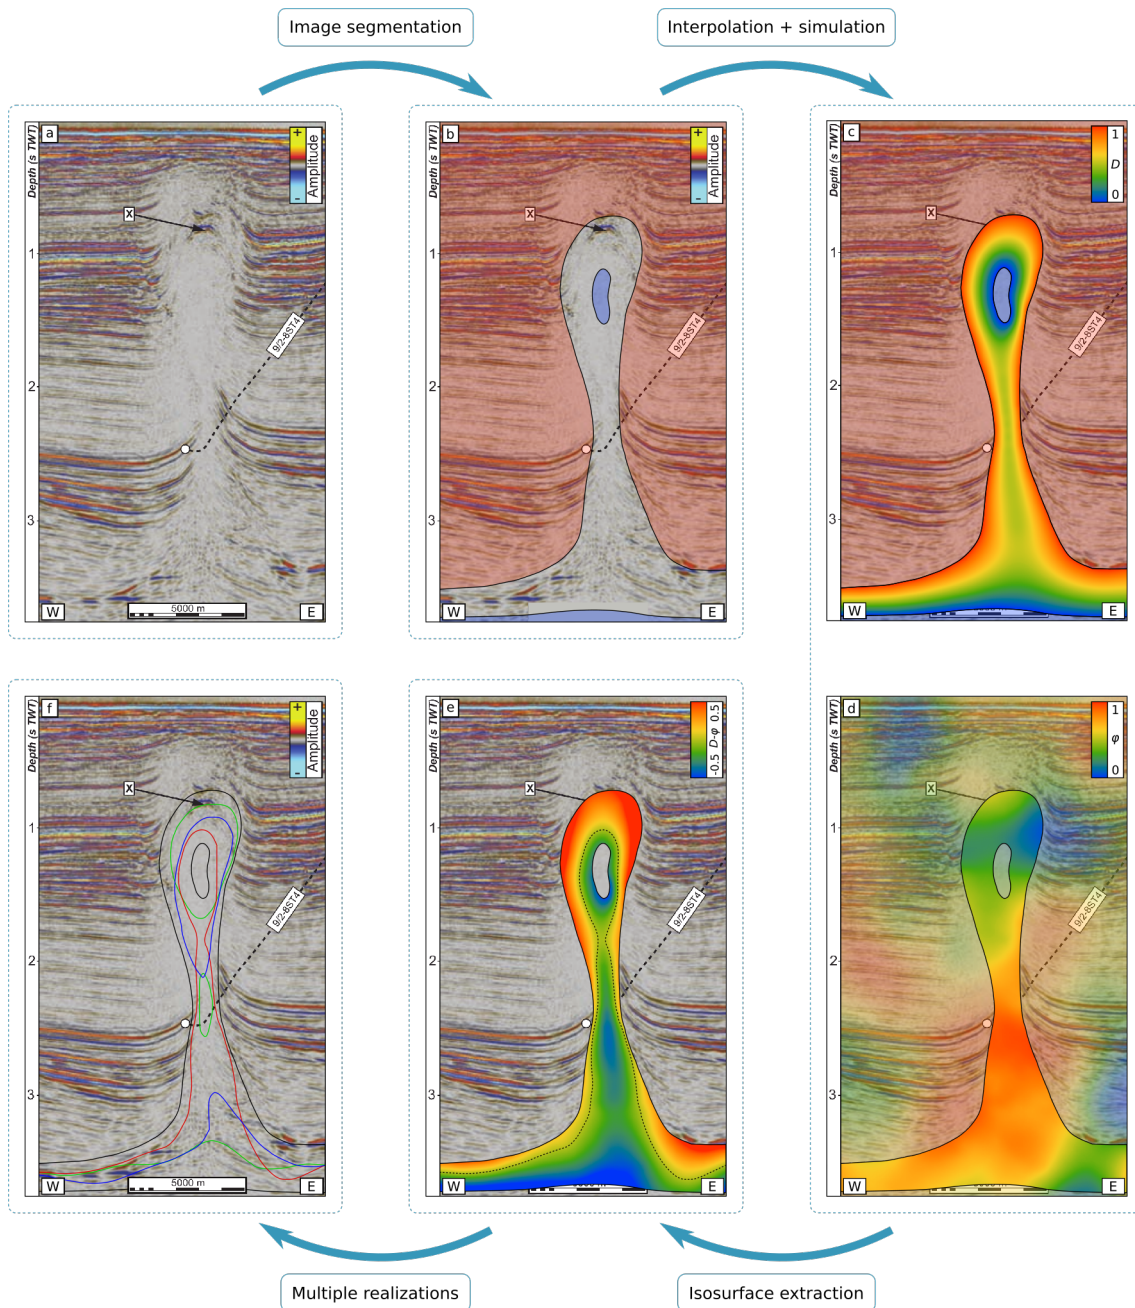 Image segmentation
Interpolation + simulation
Depth (s TWT)
a
+
Amplitude
-
X
1
9/2-8ST4
2
3
W
5000 m
E
Depth (s TWT)
b
+
Amplitude
-
X
1
9/2-8ST4
2
3
W
5000 m
E
Depth (s TWT)
c
1
D
0
X
1
9/2-8ST4
2
3
W
E
Depth (s TWT)
f
+
Amplitude
-
X
1
9/2-8ST4
2
3
W
5000 m
E
Depth (s TWT)
e
-0.5 D-φ 0.5
X
1
9/2-8ST4
2
3
W
E
Depth (s TWT)
d
1
φ
0
X
1
9/2-8ST4
2
3
W
E
Multiple realizations
Isosurface extraction